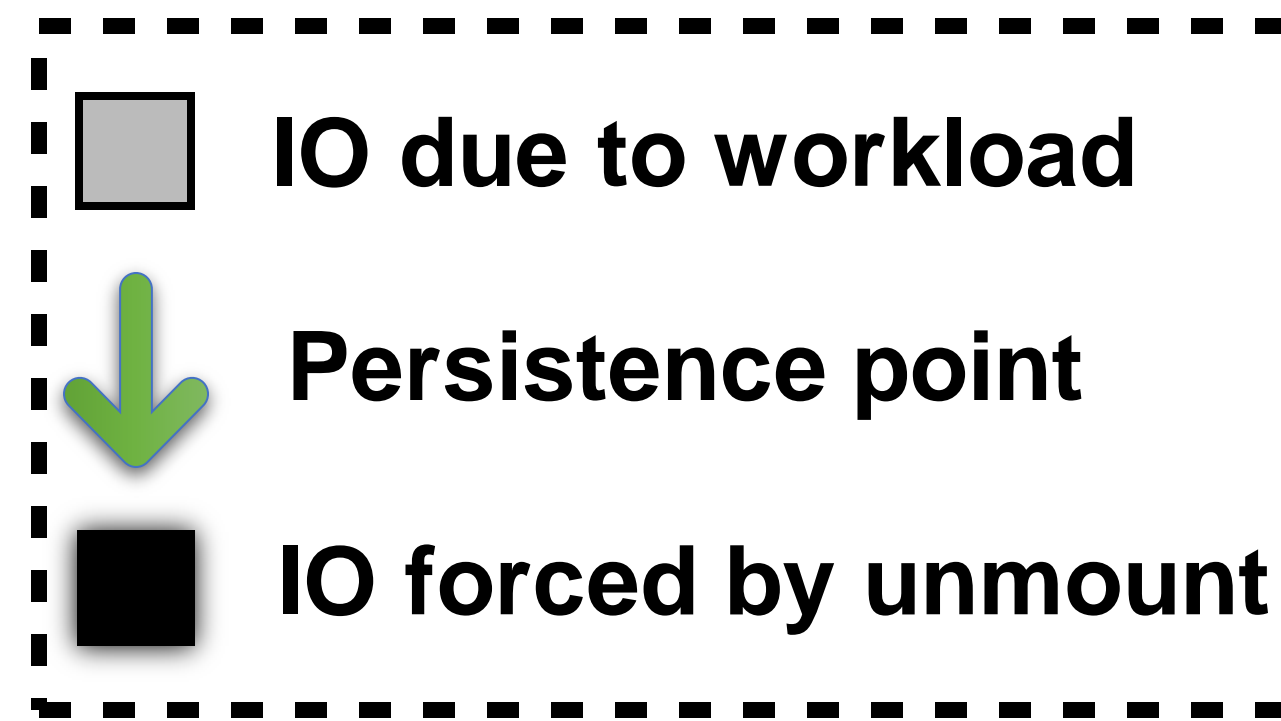 IO due to workload
Persistence point
IO forced by unmount